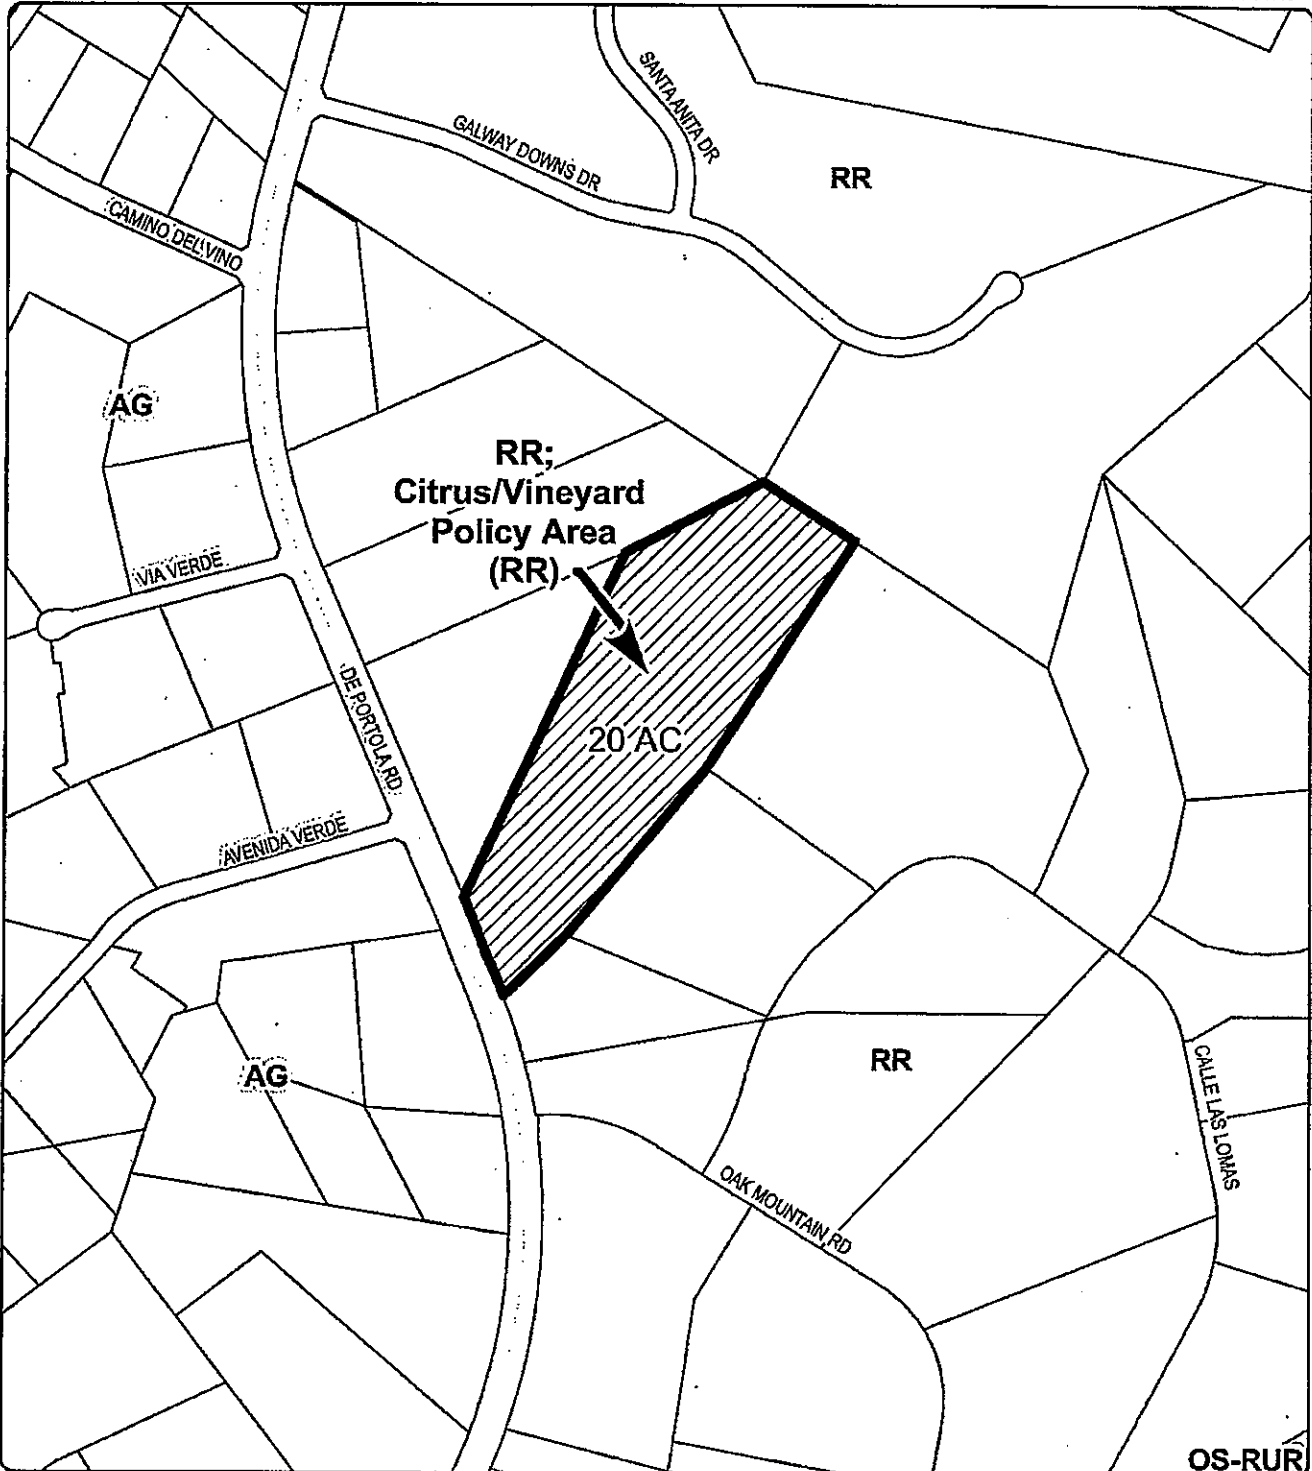 SANTA ANITA DR
GALWAY DOWNS DR
RR
CAMINO DEL VINO
AG
RR;
Citrus/Vineyard
Policy Area
(RR)
VIA VERDE
DE PORTOLA RD
20 AC
AVENIDA VERDE
AG
RR
CALLE LAS LOMAS
OAK MOUNTAIN RD
OS-RUR